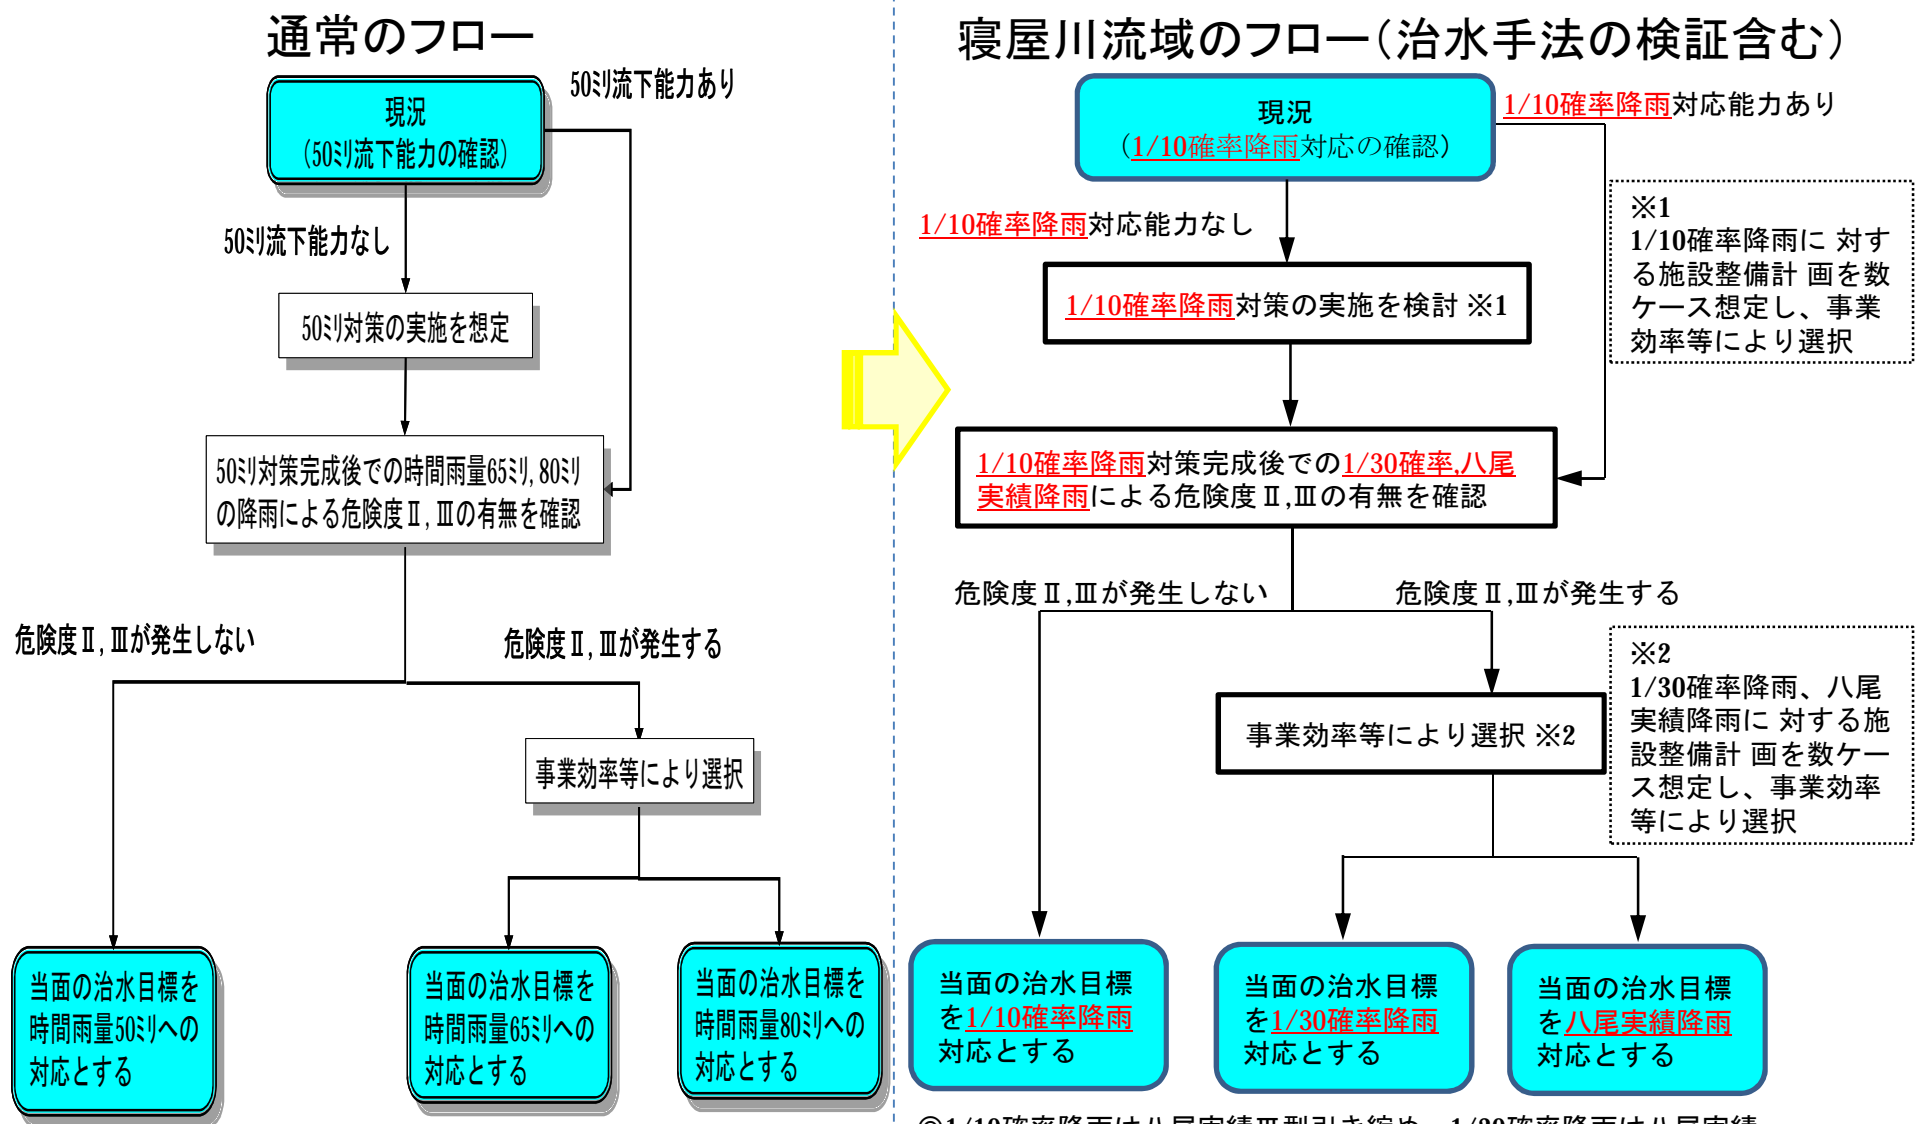 通常のフロー
50ミリ流下能力あり
現況
（50ミリ流下能力の確認）
50ミリ流下能力なし
50ミリ対策の実施を想定
50ミリ対策完成後での時間雨量65ミリ,80ミリ
の降雨による危険度Ⅱ,Ⅲの有無を確認
危険度Ⅱ,Ⅲが発生しない
危険度Ⅱ,Ⅲが発生する
事業効率等により選択
当面の治水目標を
時間雨量50ミリへの
対応とする
当面の治水目標を
時間雨量65ミリへの
対応とする
当面の治水目標を
時間雨量80ミリへの
対応とする
寝屋川流域のフロー（治水手法の検証含む）
現況
（1/10確率降雨対応の確認）
1/10確率降雨対応能力あり
1/10確率降雨対応能力なし
※1
1/10確率降雨に 対す
る施設整備計 画を数
ケース想定し、事業
効率等により選択
1/10確率降雨対策の実施を検討 ※1
1/10確率降雨対策完成後での1/30確率,八尾
実績降雨による危険度Ⅱ,Ⅲの有無を確認
危険度Ⅱ,Ⅲが発生しない
危険度Ⅱ,Ⅲが発生する
※2
1/30確率降雨、八尾
実績降雨に 対する施
設整備計 画を数ケー
ス想定し、事業効率
等により選択
事業効率等により選択 ※2
当面の治水目標
を1/10確率降雨
対応とする
当面の治水目標
を1/30確率降雨
対応とする
当面の治水目標
を八尾実績降雨
対応とする